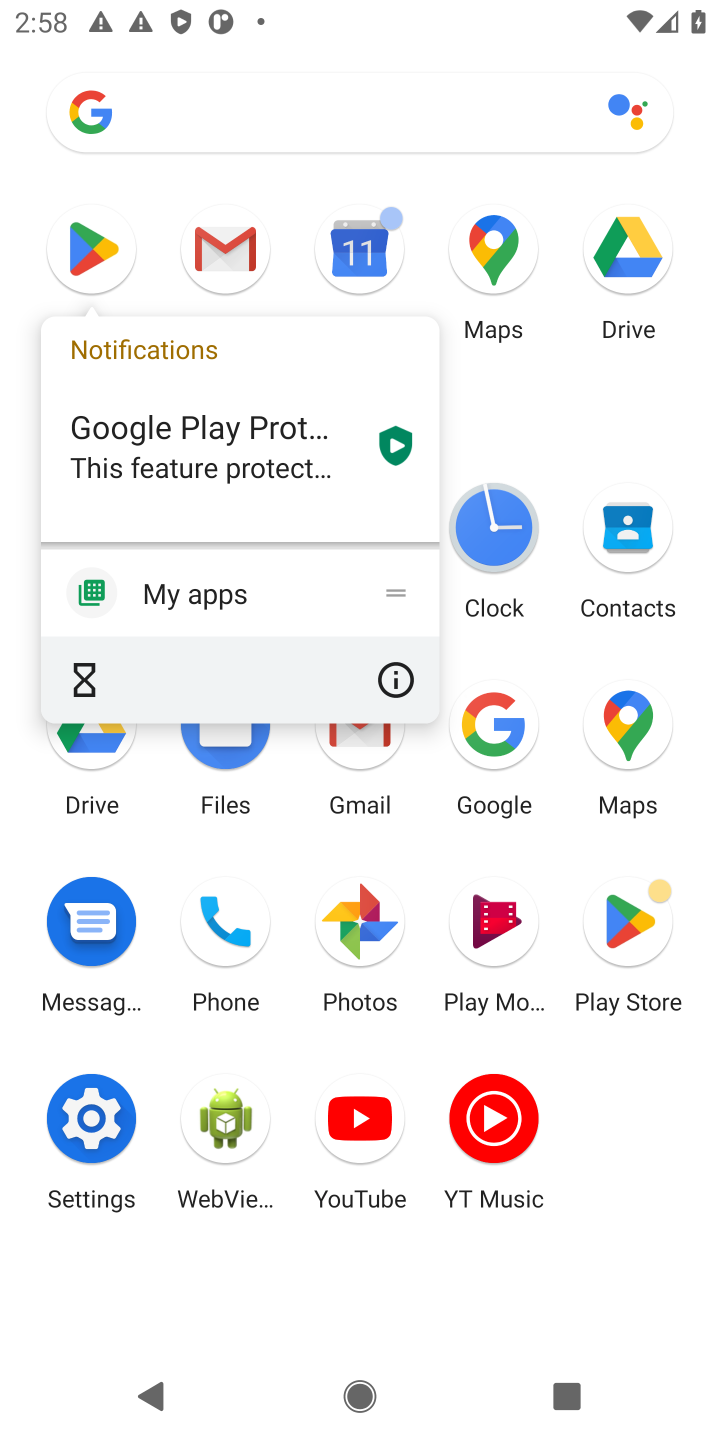 2:58
11
Maps
Drive
Notifications
Google Play Prot...
This feature protect...
My apps
Clock
Contacts
Drive
Files
Gmail
Google
Maps
Messag...
Phone
Photos
Play Mo...
Play Store
Settings
WebVie...
YouTube
YT Music